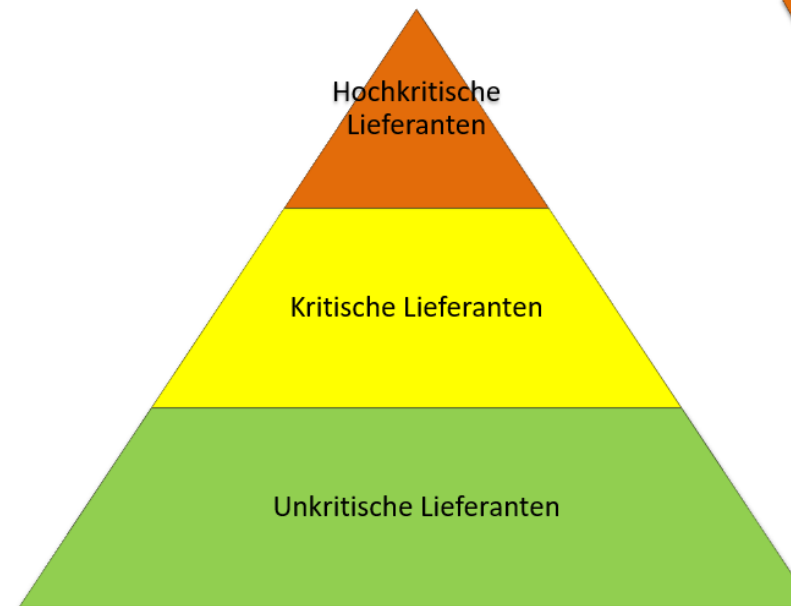 Hochkritische
Lieferanten
Kritische Lieferanten
Unkritische Lieferanten